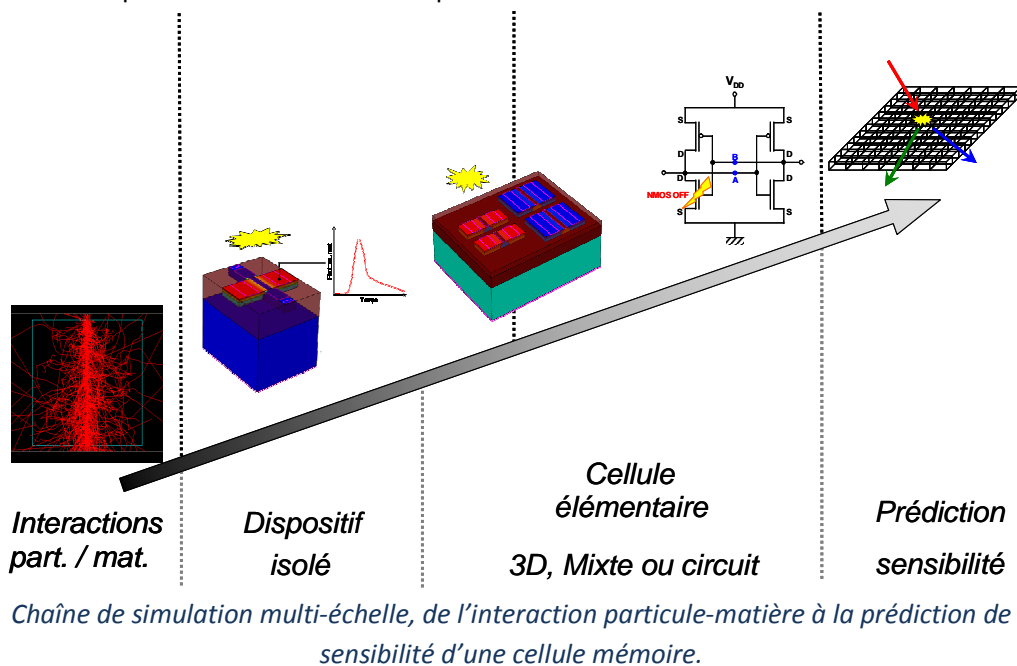 V_DD
S
S
D
D
B
A
D
D
NMOS OFF
S
S
Temps
Interactions
part. / mat.
Dispositif
isolé
Cellule
élémentaire
3D, Mixte ou circuit
Prédiction
sensibilité
Chaîne de simulation multi-échelle, de l'interaction particule-matière à la prédiction de
sensibilité d'une cellule mémoire.